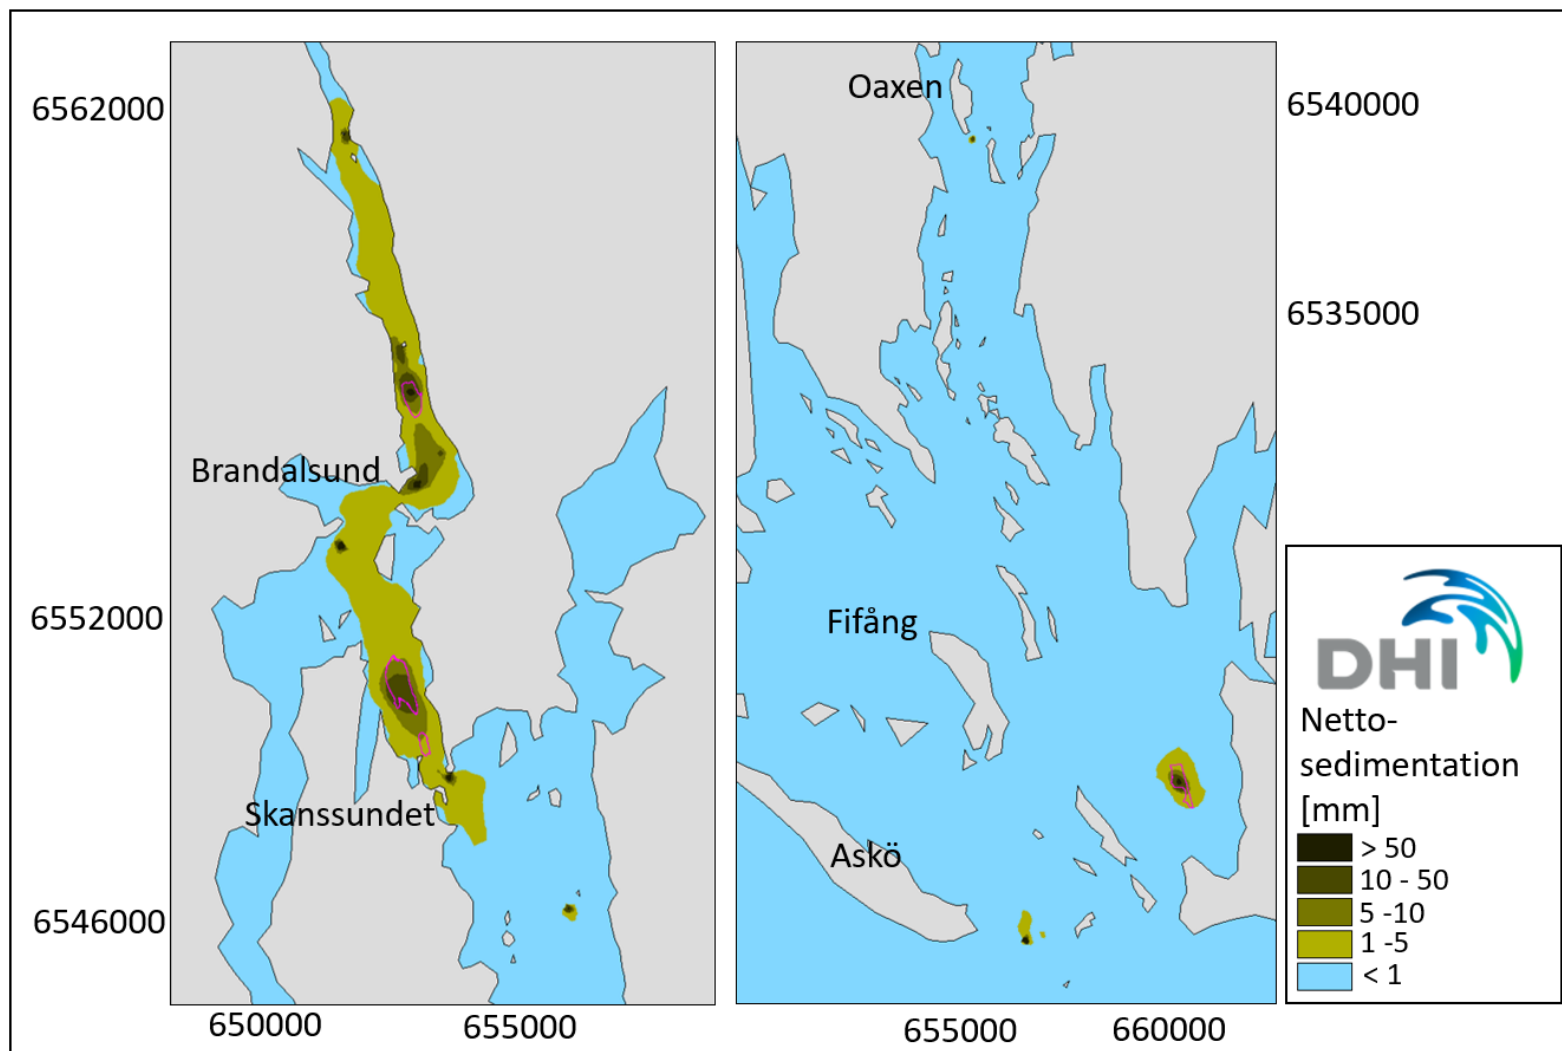 6562000
6552000
6546000
650000
655000
Brandalsund
Skanssundet
Oaxen
Fifång
Askö
655000
660000
6540000
6535000
DHI
Netto-
sedimentation
[mm]
> 50
10 - 50
5 -10
1 -5
< 1